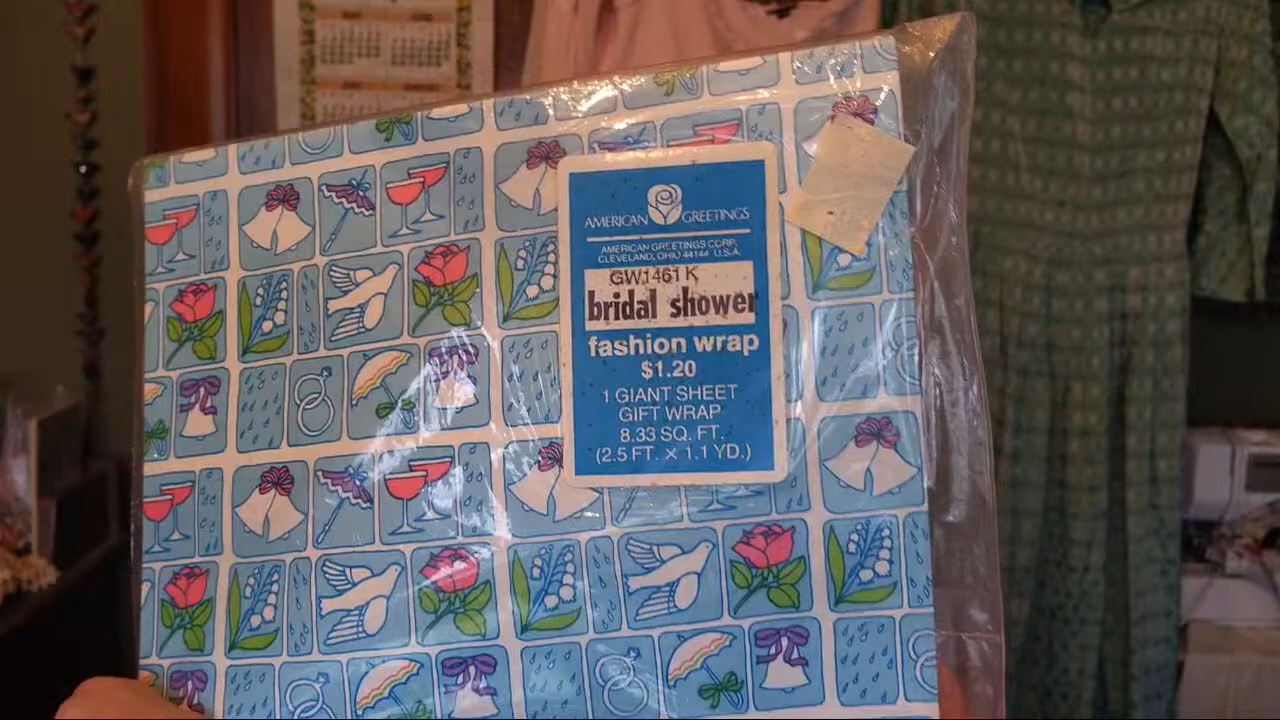 AMERICAN GREETINGS
AMERICAN GREETINGS CORP.
CLEVELAND, OHIO 44144 U.S.A.
GW1461K
bridal shower
fashion wrap
$1.20
1 GIANT SHEET
GIFT WRAP
8.33 SQ. FT.
(2.5 FT. X 1.1 YD.)